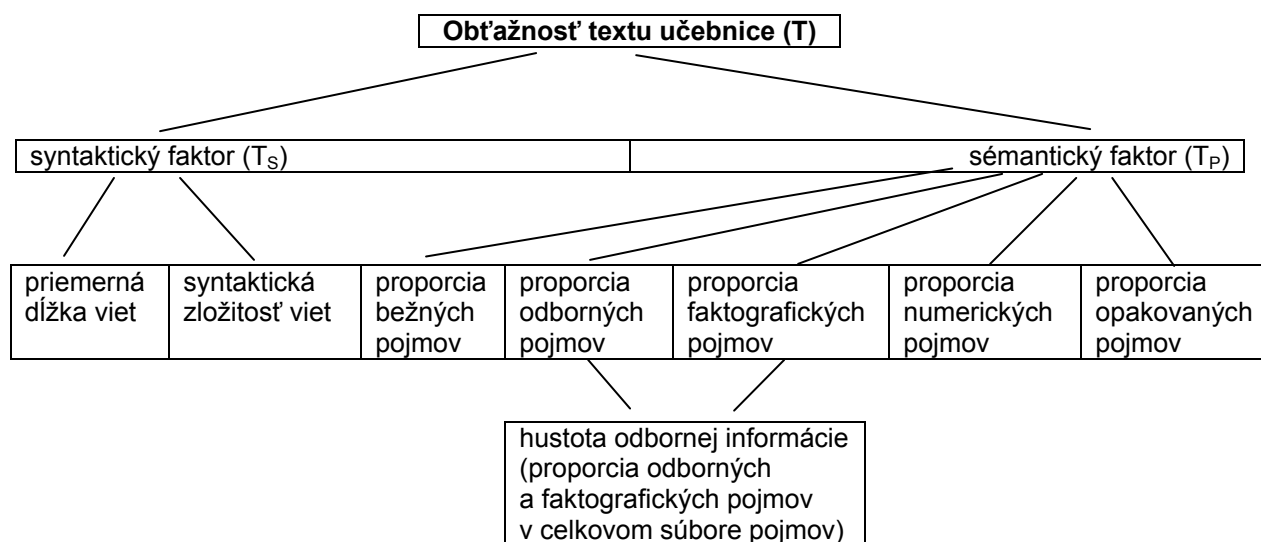 Obťažnosť textu učebnice (T)
syntaktický faktor (TS)
sémantický faktor (TP)
priemerná
dĺžka viet
syntaktická
zložitosť viet
proporcia
bežných
pojmov
proporcia
odborných
pojmov
proporcia
faktografických
pojmov
proporcia
numerických
pojmov
proporcia
opakovaných
pojmov
hustota odbornej informácie
(proporcia odborných
a faktografických pojmov
v celkovom súbore pojmov)